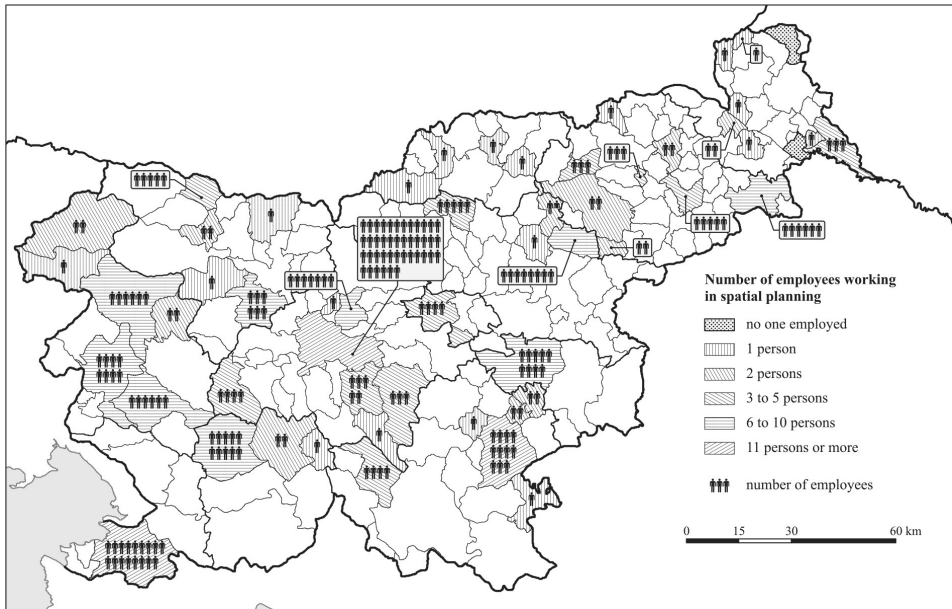 Number of employees working
in spatial planning
no one employed
1 person
2 persons
3 to 5 persons
6 to 10 persons
11 persons or more
number of employees
0 15 30 60 km